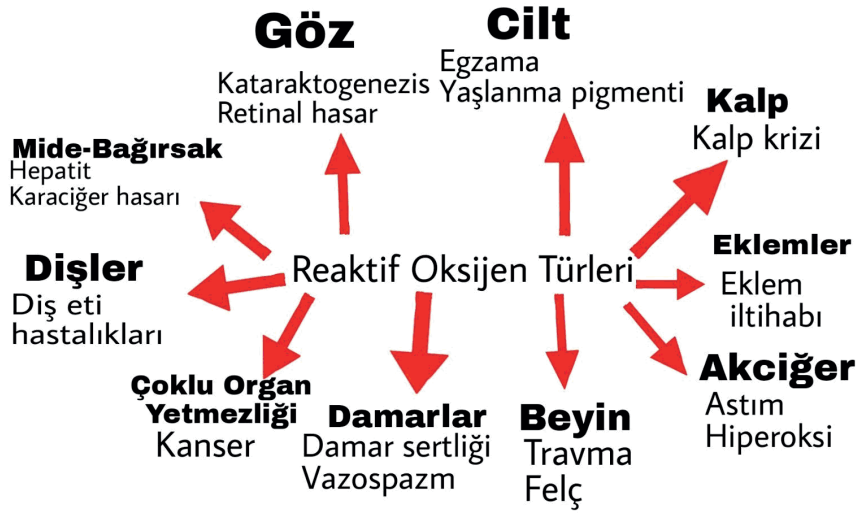 Göz
Kataraktogenezis
Retinal hasar
Cilt
Egzama
Yaşlanma pigmenti
Kalp
Kalp krizi
Mide-Bağırsak
Hepatit
Karaciğer hasarı
Dişler
Diş eti
hastalıkları
Reaktif Oksijen Türleri
Eklemler
Eklem
iltihabı
Akciğer
Astım
Hiperoksi
Çoklu Organ
Yetmezliği
Kanser
Damarlar
Damar sertliği
Vazospazm
Beyin
Travma
Felç